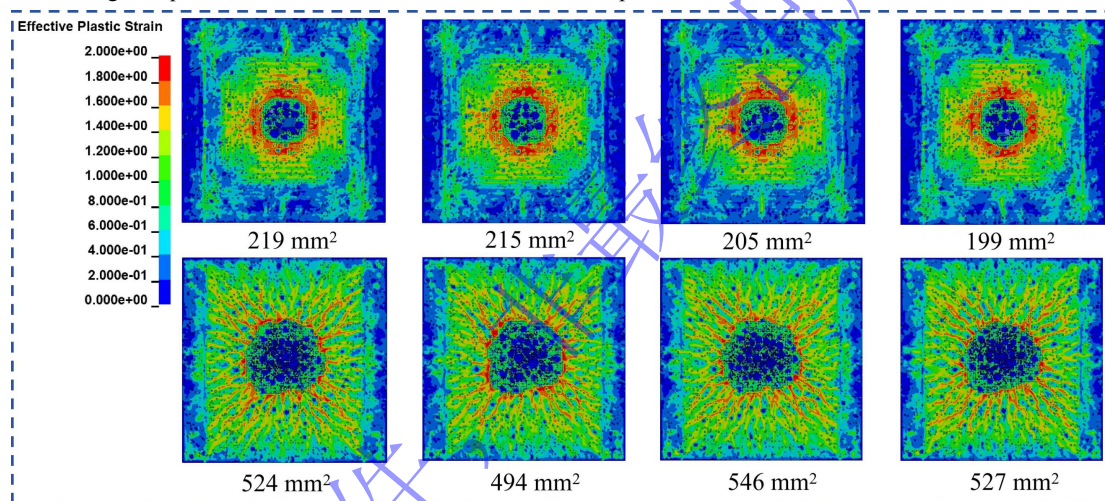 Effective Plastic Strain
2.000e+00
1.800e+00
1.600e+00
1.400e+00
1.200e+00
1.000e+00
8.000e-01
6.000e-01
4.000e-01
2.000e-01
0.000e+00
219 mm²
215 mm²
205 mm²
199 mm²
524 mm²
494 mm²
546 mm²
527 mm²